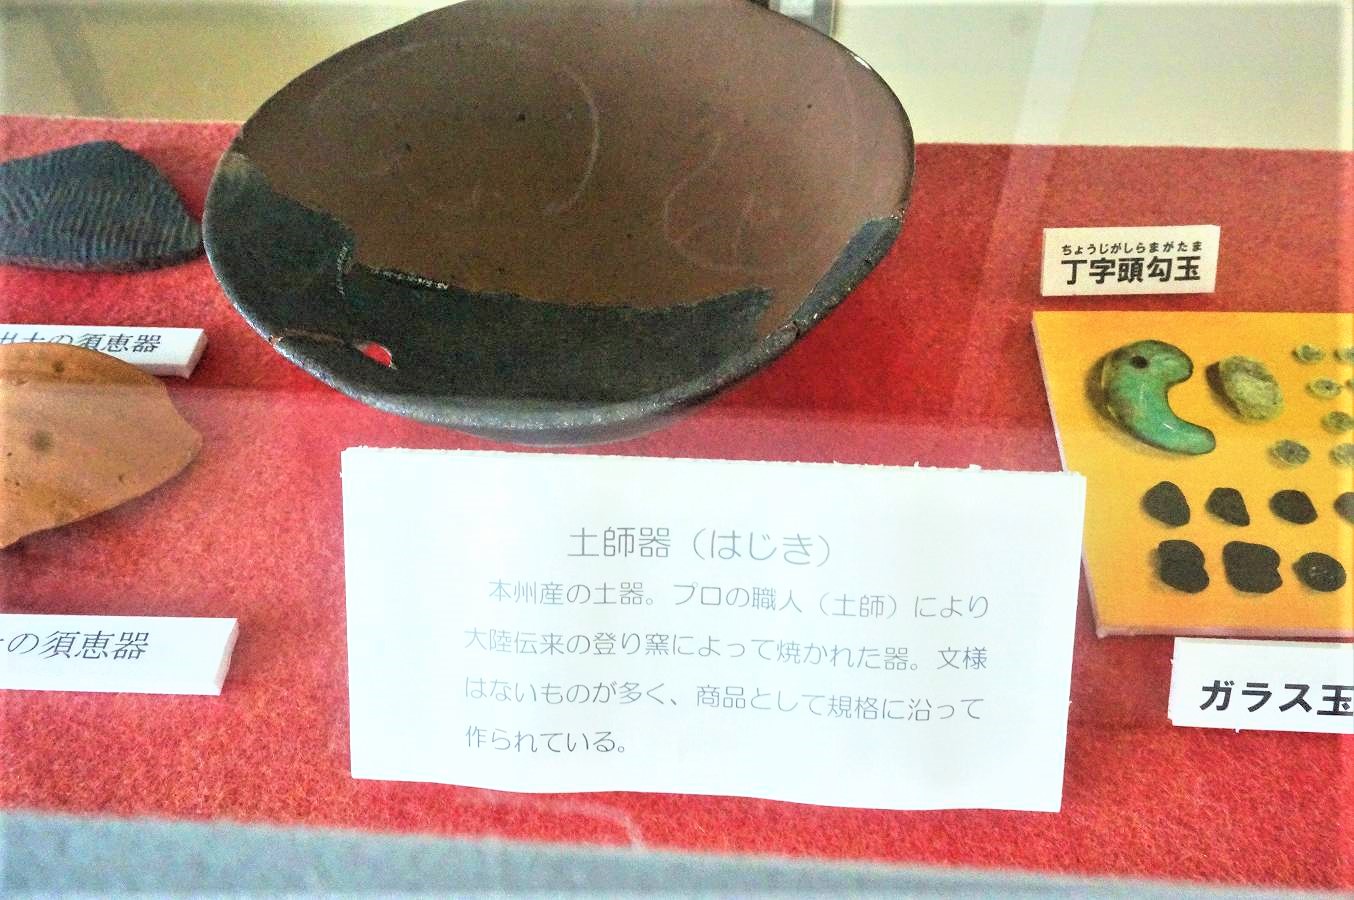 ちょうじがしらまがたま
丁字頭勾玉
の須恵器
土師器（はじき）
本州産の土器。プロの職人（土師）により
大陸伝来の登り窯によって焼かれた器。文様
はないものが多く、商品として規格に沿って
作られている。
の須恵器
ガラス玉